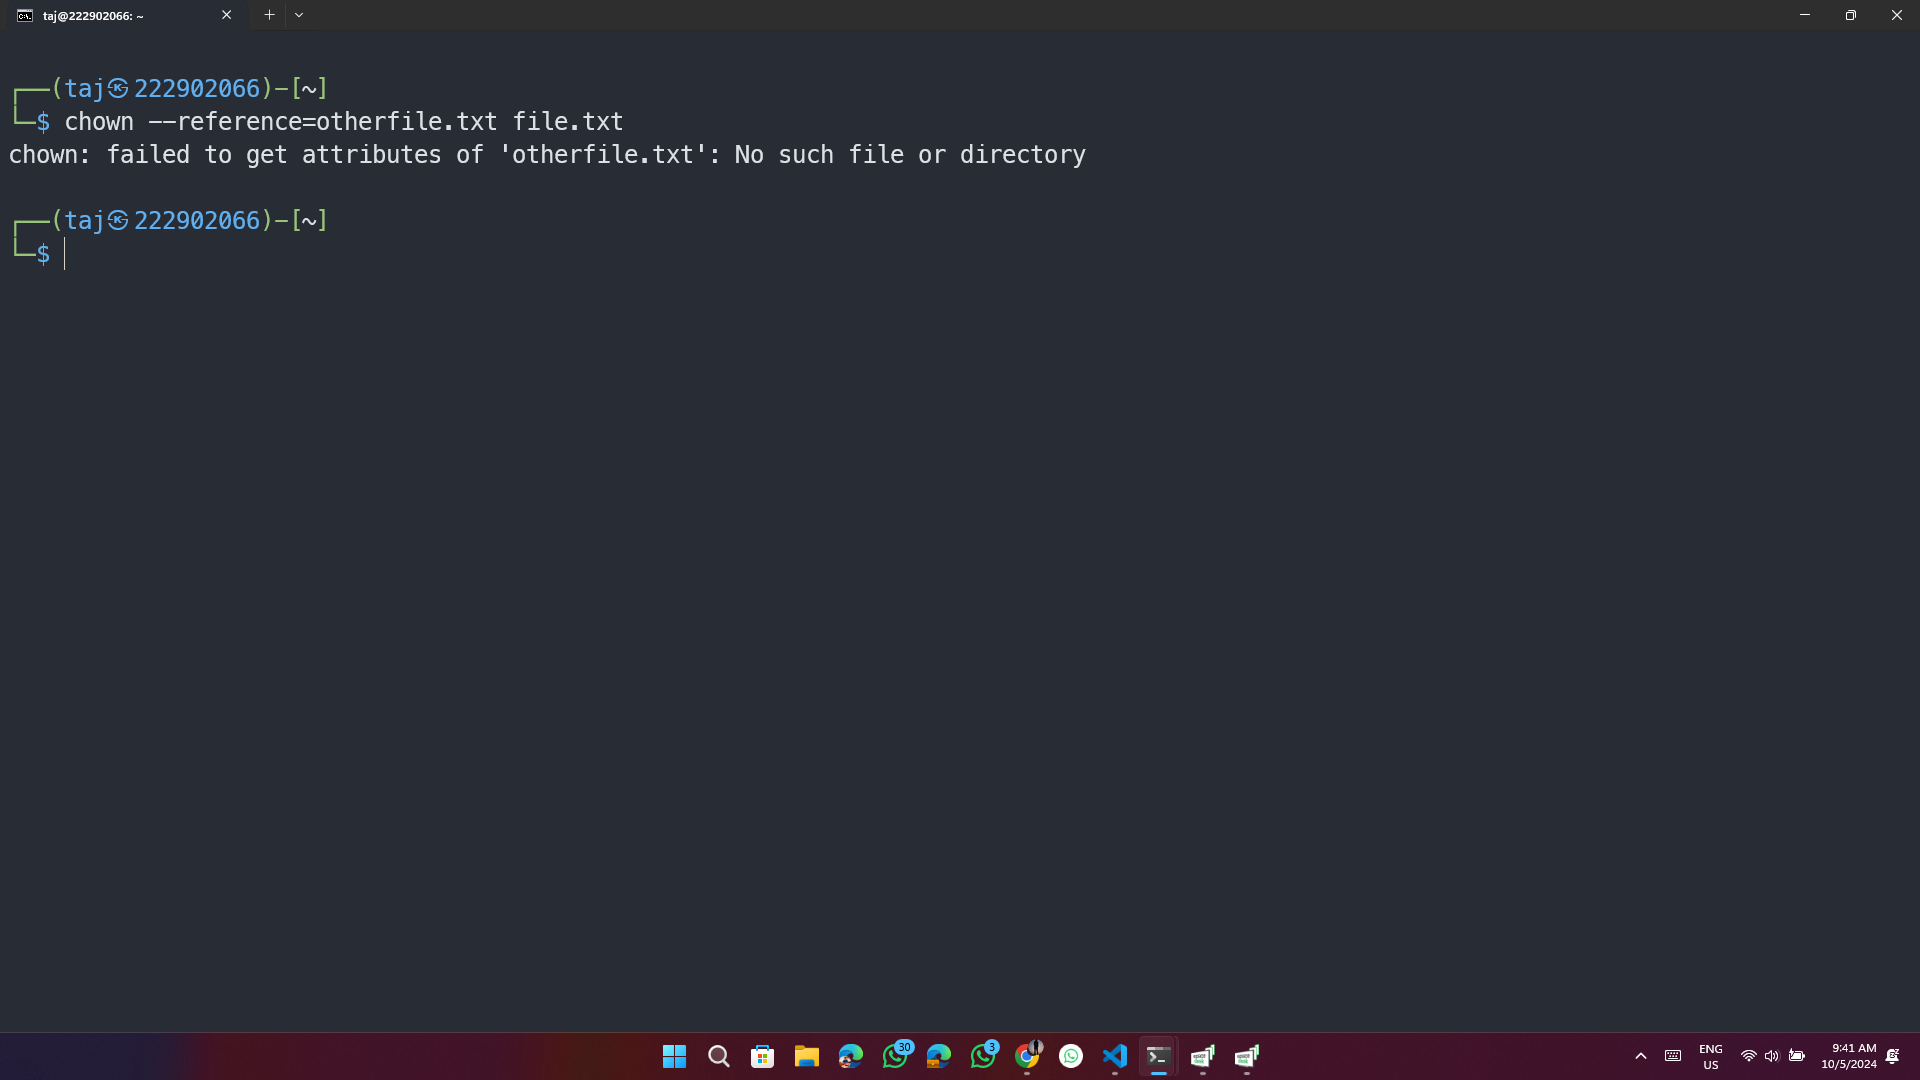 taj@222902066: ~
┌──(taj㉿222902066)-[~]
└─$ chown --reference=otherfile.txt file.txt
chown: failed to get attributes of 'otherfile.txt': No such file or directory
┌──(taj㉿222902066)-[~]
└─$
30
3
ENG
US
9:41 AM
10/5/2024